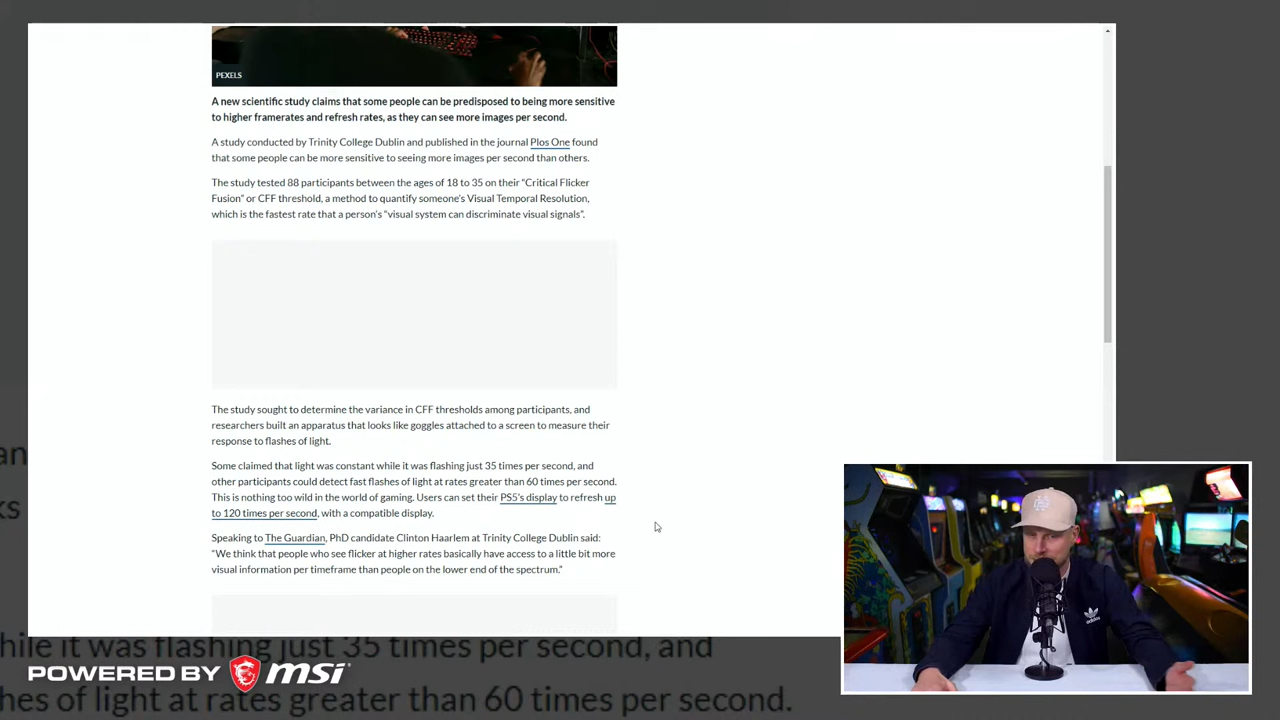 PEXELS
A new scientific study claims that some people can be predisposed to being more sensitive
to higher framerates and refresh rates, as they can see more images per second.
A study conducted by Trinity College Dublin and published in the journal Plos One found
that some people can be more sensitive to seeing more images per second than others.
The study tested 88 participants between the ages of 18 to 35 on their “Critical Flicker
Fusion” or CFF threshold, a method to quantify someone’s Visual Temporal Resolution,
which is the fastest rate that a person’s “visual system can discriminate visual signals”.
The study sought to determine the variance in CFF thresholds among participants, and
researchers built an apparatus that looks like goggles attached to a screen to measure their
response to flashes of light.
Some claimed that light was constant while it was flashing just 35 times per second, and
other participants could detect fast flashes of light at rates greater than 60 times per second.
This is nothing too wild in the world of gaming. Users can set their PS5’s display to refresh up
to 120 times per second, with a compatible display.
Speaking to The Guardian, PhD candidate Clinton Haarlem at Trinity College Dublin said:
“We think that people who see flicker at higher rates basically have access to a little bit more
visual information per timeframe than people on the lower end of the spectrum.”
an
ks
hile it was flashing just 35 times per second, and
hes of light at rates greater than 60 times per second.
POWERED BY msi